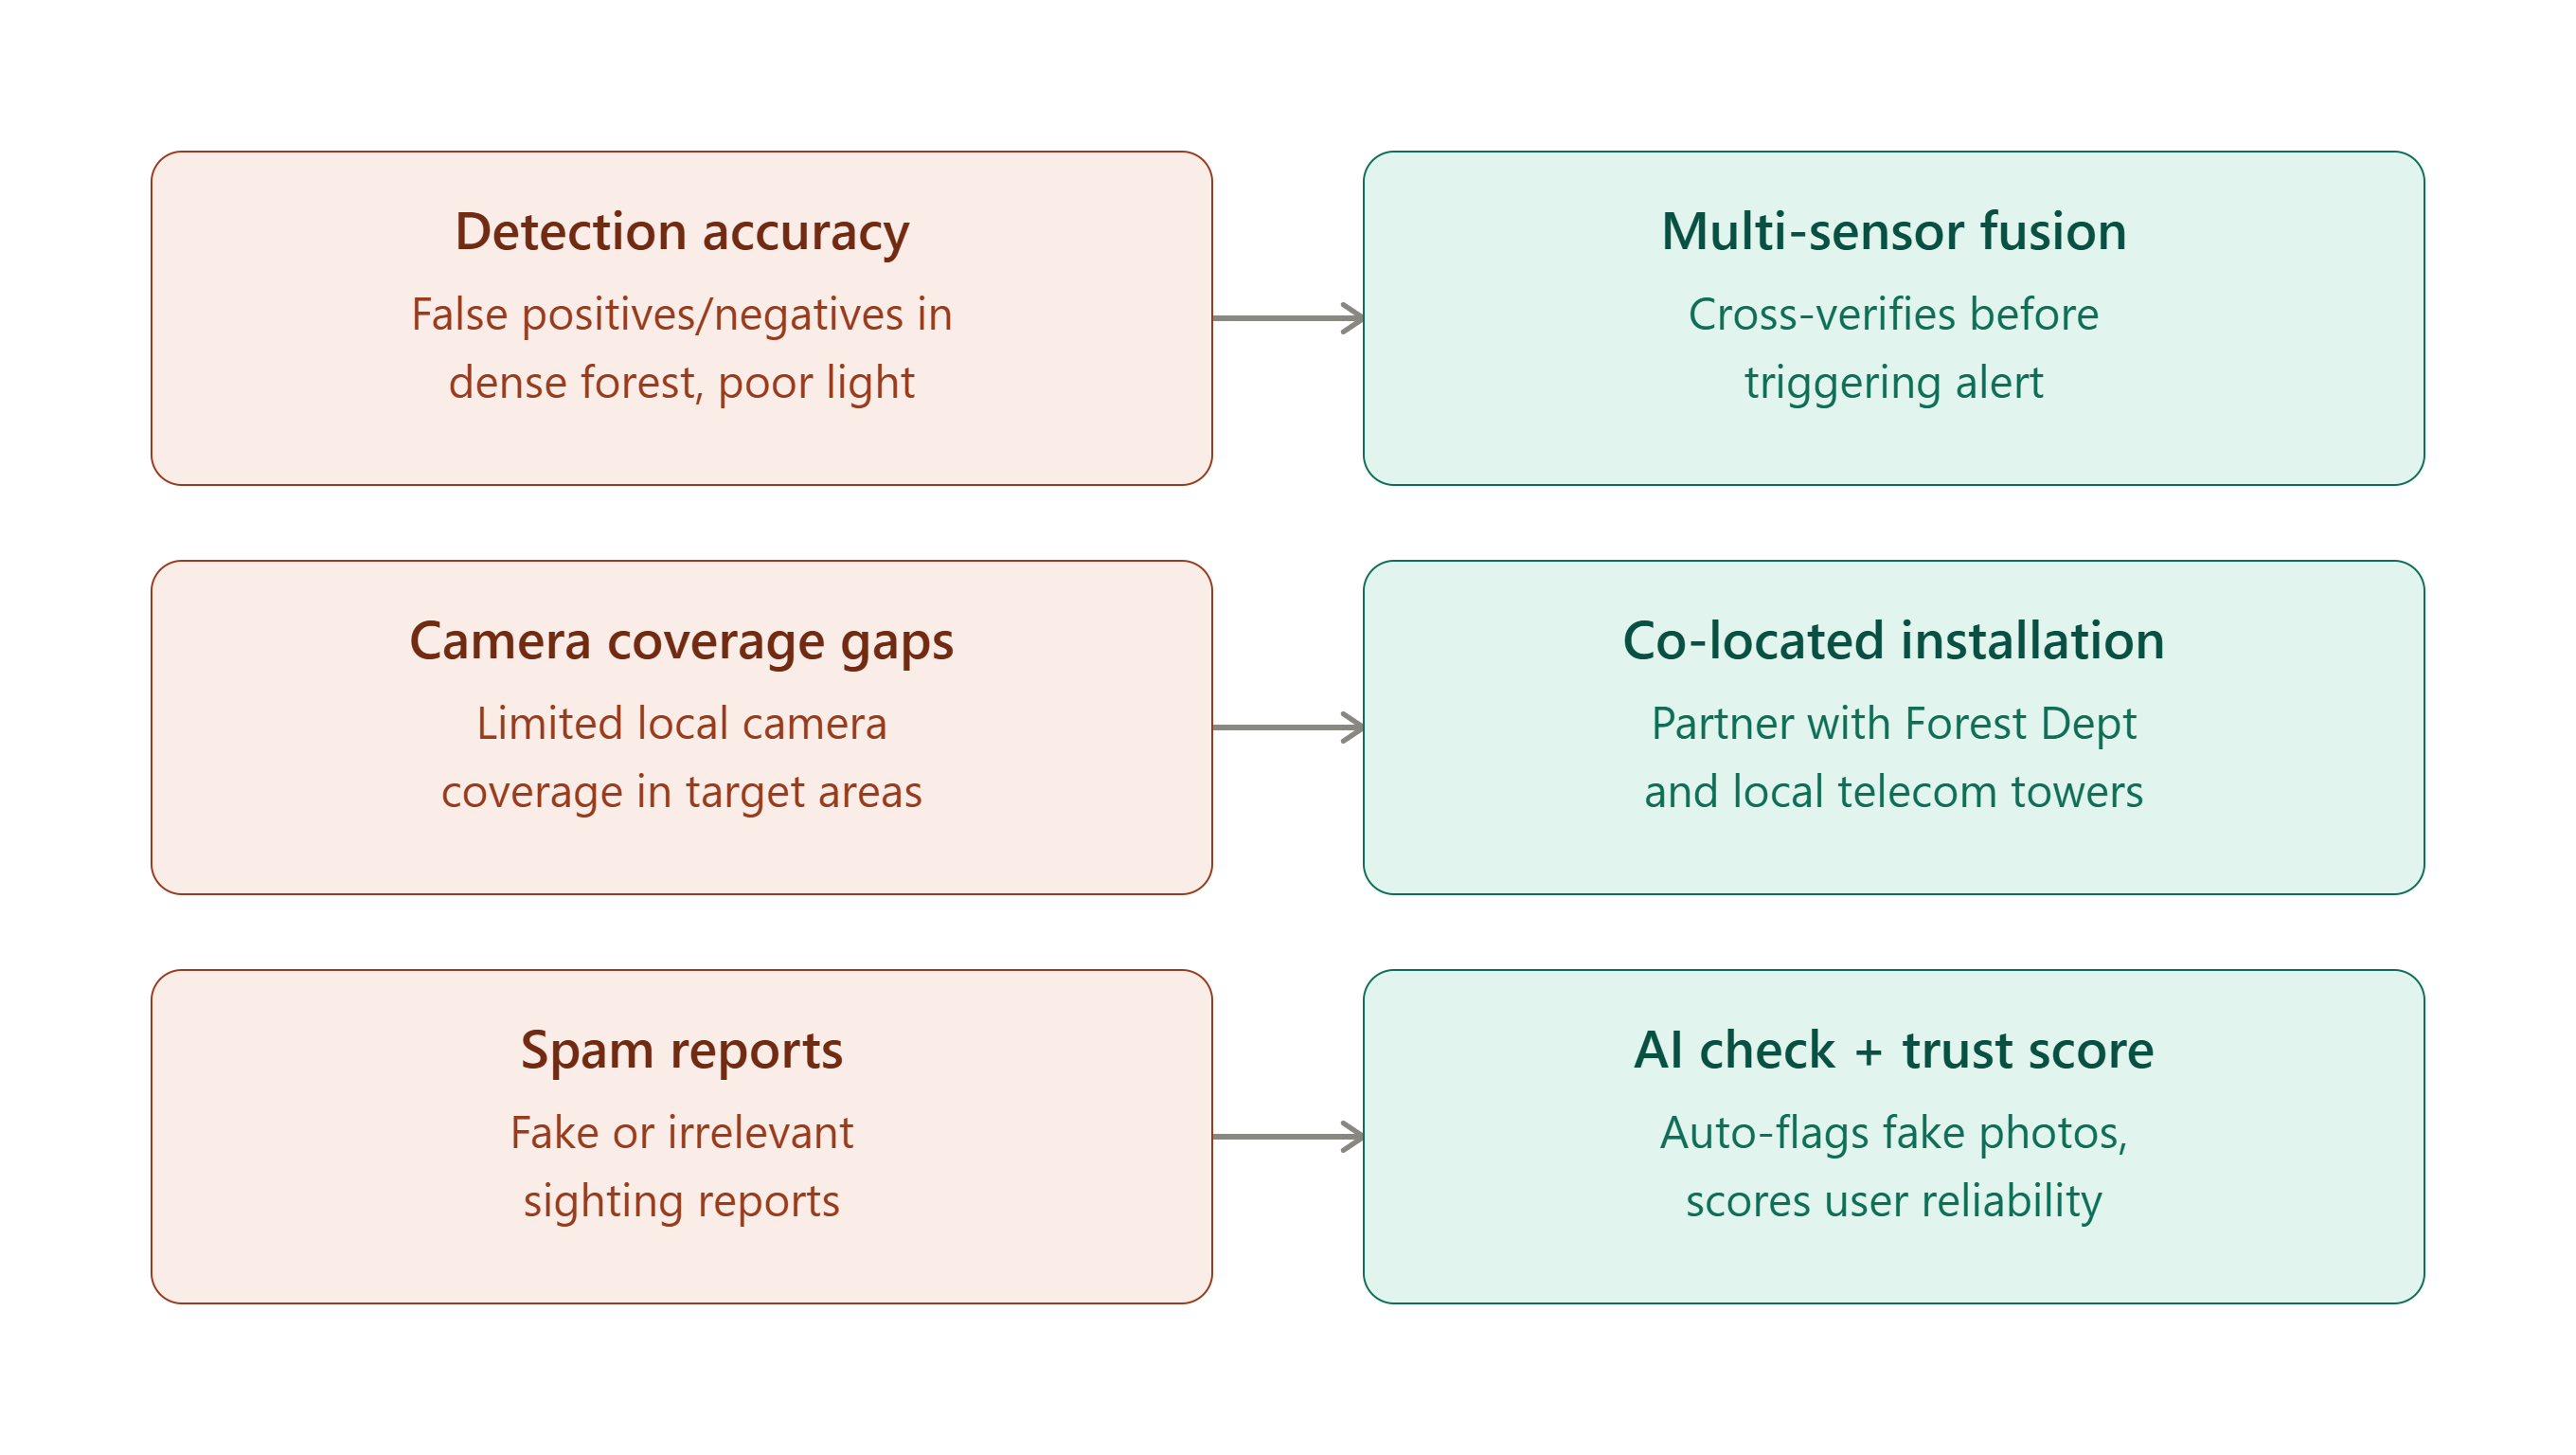 Detection accuracy
False positives/negatives in
dense forest, poor light
Multi-sensor fusion
Cross-verifies before
triggering alert
Camera coverage gaps
Limited local camera
coverage in target areas
Co-located installation
Partner with Forest Dept
and local telecom towers
Spam reports
Fake or irrelevant
sighting reports
AI check + trust score
Auto-flags fake photos,
scores user reliability